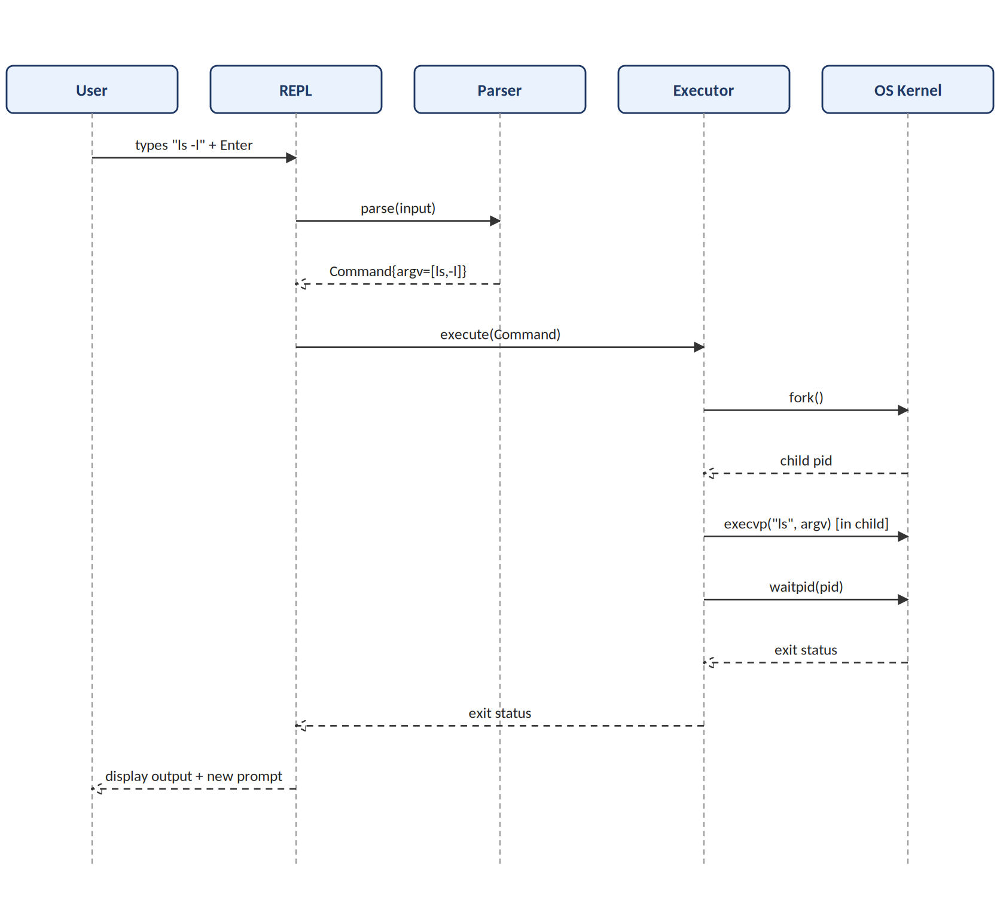 User
REPL
Parser
Executor
OS Kernel
types "ls -l" + Enter
parse(input)
Command{argv=[ls,-l]}
execute(Command)
fork()
child pid
execvp("ls", argv) [in child]
waitpid(pid)
exit status
exit status
display output + new prompt